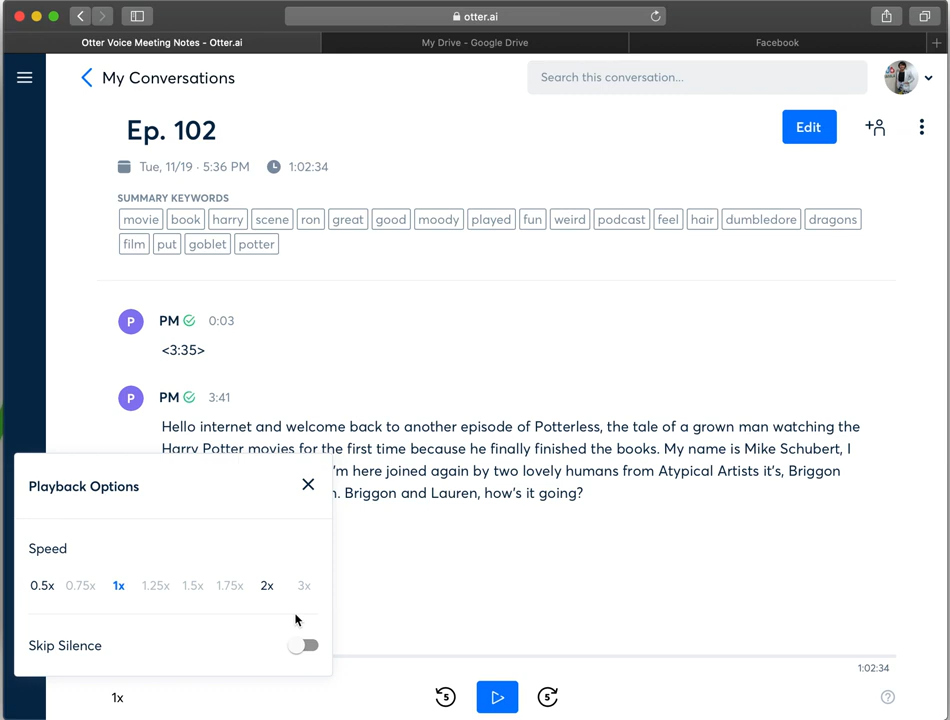 otter.ai
Otter Voice Meeting Notes - Otter.ai
My Drive - Google Drive
Facebook
My Conversations
Search this conversation...
Ep. 102
Edit
Tue, 11/19 · 5:36 PM 1:02:34
SUMMARY KEYWORDS
movie book harry scene ron great good moody played fun weird podcast feel hair dumbledore dragons
film put goblet potter
P PM 0:03
<3:35>
P PM 3:41
Hello internet and welcome back to another episode of Potterless, the tale of a grown man watching the
Harry Potter movies for the first time because he finally finished the books. My name is Mike Schubert, I
'm here joined again by two lovely humans from Atypical Artists it's, Briggon
. Briggon and Lauren, how's it going?
Playback Options
Speed
0.5x 0.75x 1x 1.25x 1.5x 1.75x 2x 3x
Skip Silence
1:02:34
1x
5
5